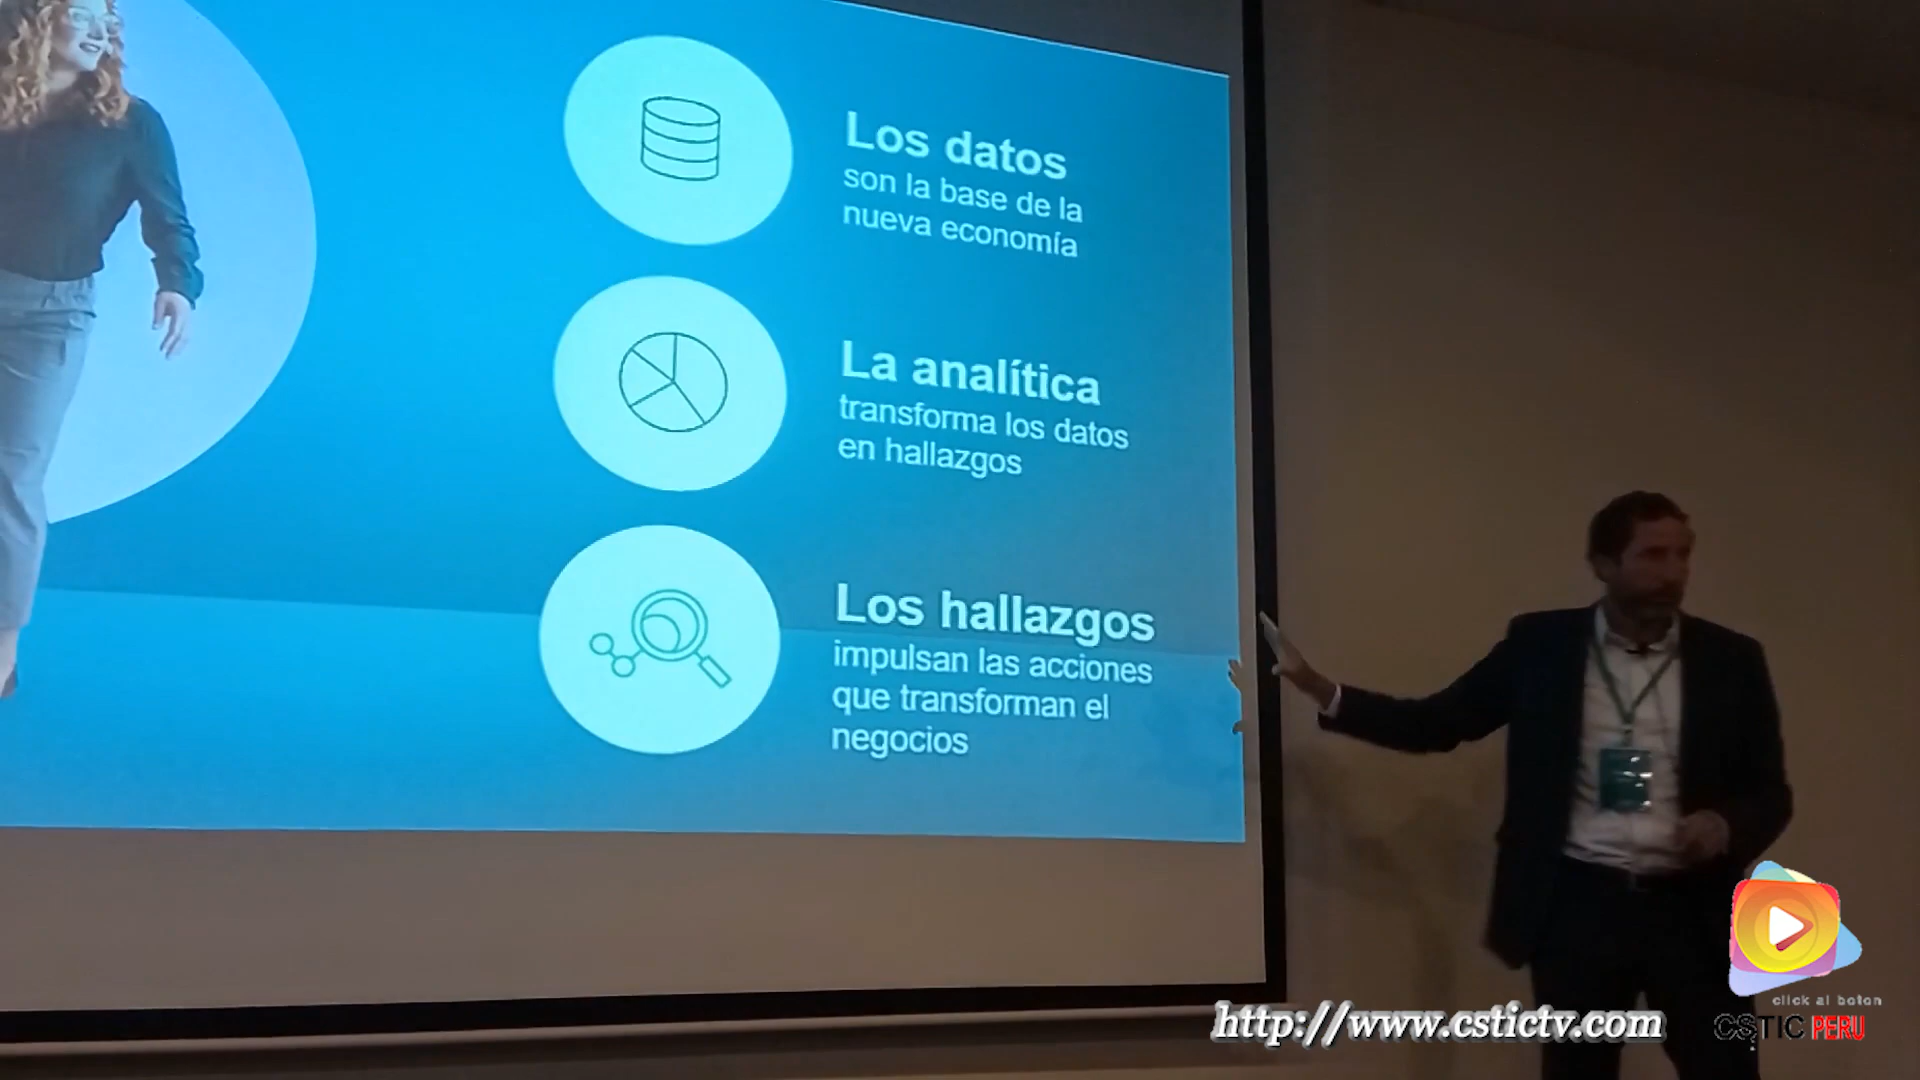 Los datos
son la base de la
nueva economía
La analítica
transforma los datos
en hallazgos
Los hallazgos
impulsan las acciones
que transforman el
negocios
click al boton
http://www.cstictv.com
CSTIC PERU